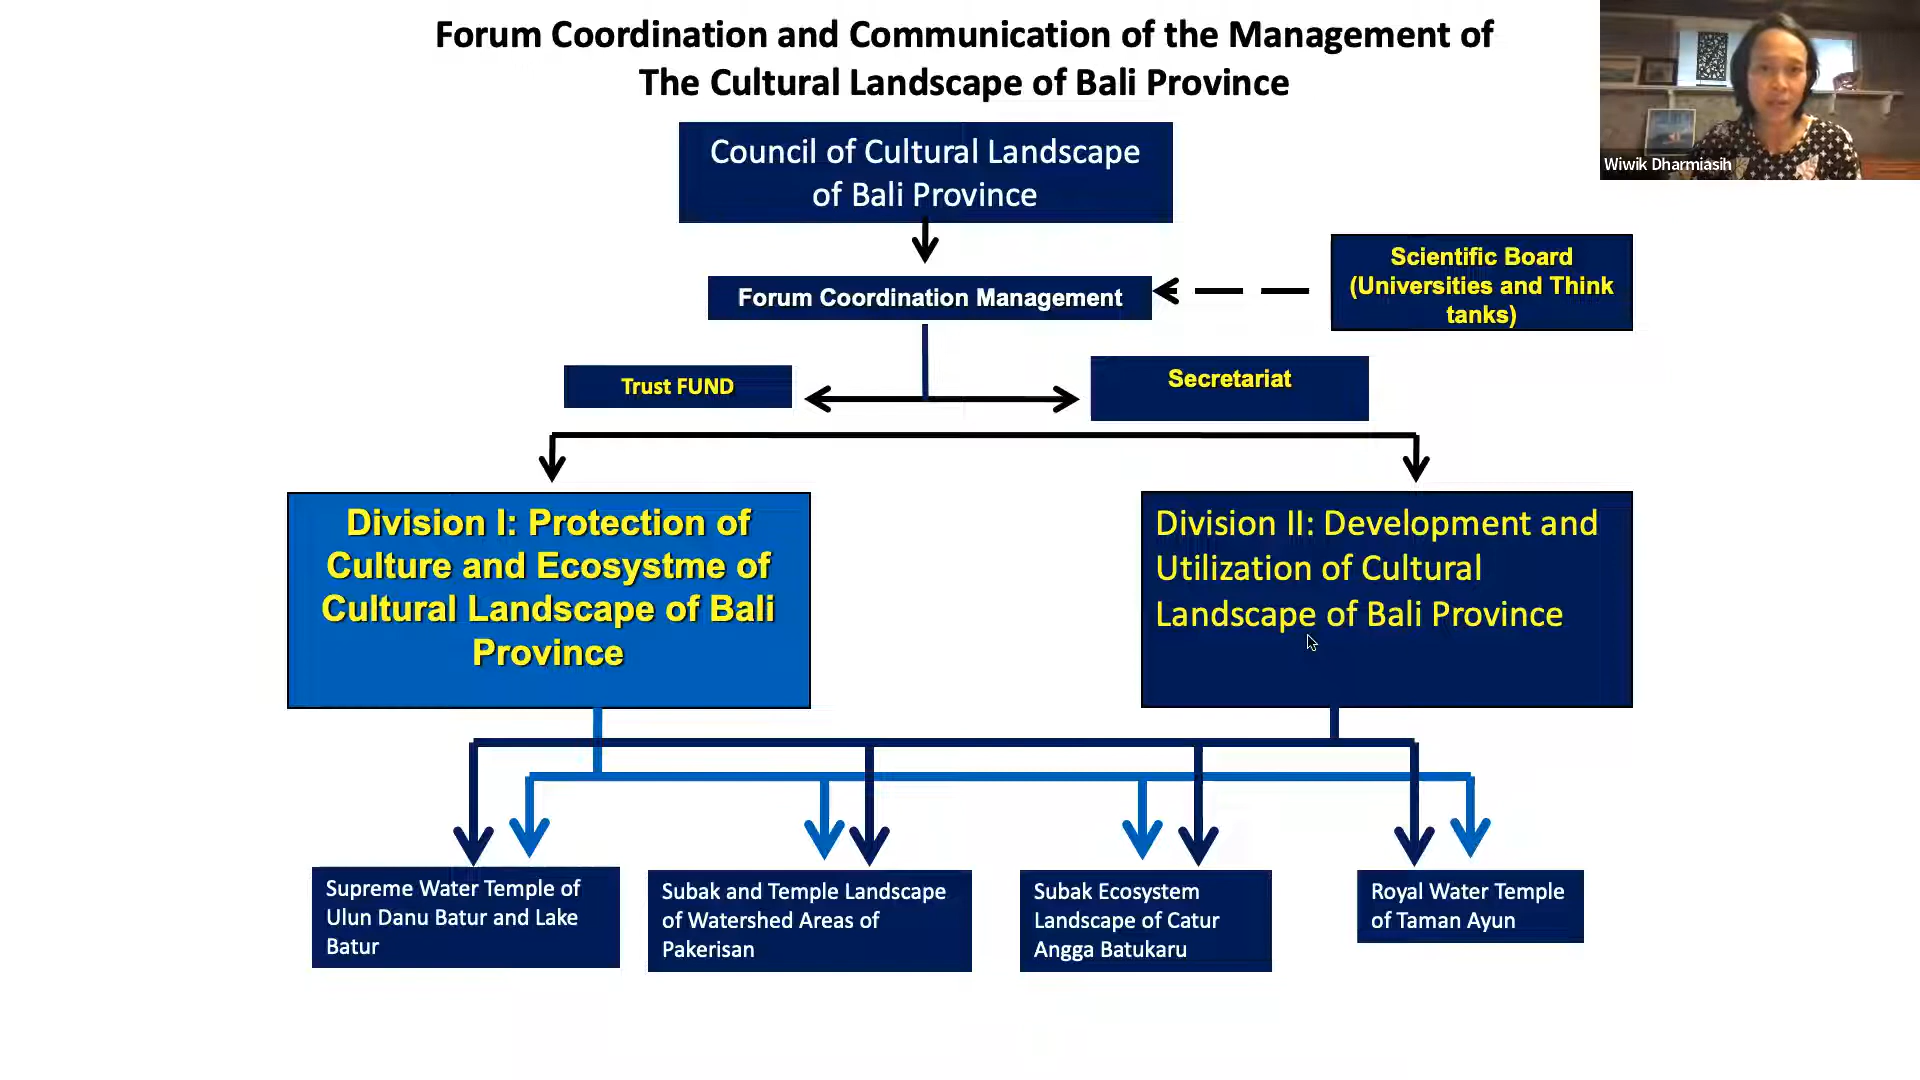 Forum Coordination and Communication of the Management of
The Cultural Landscape of Bali Province
Wiwik Dharmiasih
Council of Cultural Landscape
of Bali Province
Scientific Board
(Universities and Think
tanks)
Forum Coordination Management
Trust FUND
Secretariat
Division I: Protection of
Culture and Ecosystme of
Cultural Landscape of Bali
Province
Division II: Development and
Utilization of Cultural
Landscape of Bali Province
Supreme Water Temple of
Ulun Danu Batur and Lake
Batur
Subak and Temple Landscape
of Watershed Areas of
Pakerisan
Subak Ecosystem
Landscape of Catur
Angga Batukaru
Royal Water Temple
of Taman Ayun